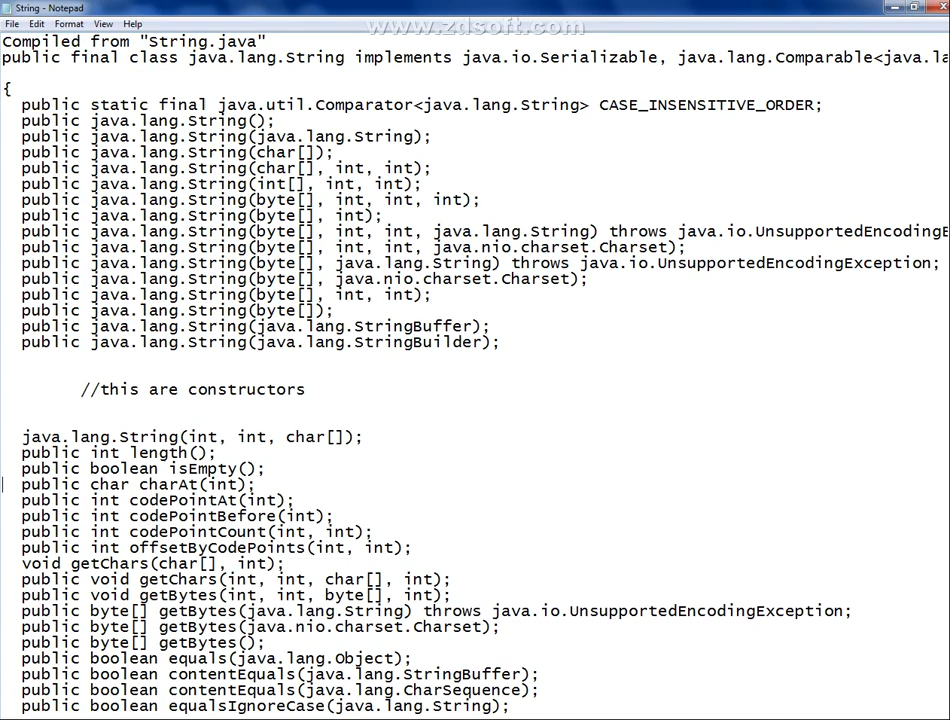 String - Notepad
File Edit Format View Help
www.zdsoft.com
Compiled from "String.java"
public final class java.lang.String implements java.io.Serializable, java.lang.Comparable<java.la
{
public static final java.util.Comparator<java.lang.String> CASE_INSENSITIVE_ORDER;
public java.lang.String();
public java.lang.String(java.lang.String);
public java.lang.String(char[]);
public java.lang.String(char[], int, int);
public java.lang.String(int[], int, int);
public java.lang.String(byte[], int, int, int);
public java.lang.String(byte[], int);
public java.lang.String(byte[], int, int, java.lang.String) throws java.io.UnsupportedEncodingE
public java.lang.String(byte[], int, int, java.nio.charset.Charset);
public java.lang.String(byte[], java.lang.String) throws java.io.UnsupportedEncodingException;
public java.lang.String(byte[], java.nio.charset.Charset);
public java.lang.String(byte[], int, int);
public java.lang.String(byte[]);
public java.lang.String(java.lang.StringBuffer);
public java.lang.String(java.lang.StringBuilder);
//this are constructors
java.lang.String(int, int, char[]);
public int length();
public boolean isEmpty();
public char charAt(int);
public int codePointAt(int);
public int codePointBefore(int);
public int codePointCount(int, int);
public int offsetByCodePoints(int, int);
void getChars(char[], int);
public void getChars(int, int, char[], int);
public void getBytes(int, int, byte[], int);
public byte[] getBytes(java.lang.String) throws java.io.UnsupportedEncodingException;
public byte[] getBytes(java.nio.charset.Charset);
public byte[] getBytes();
public boolean equals(java.lang.Object);
public boolean contentEquals(java.lang.StringBuffer);
public boolean contentEquals(java.lang.CharSequence);
public boolean equalsIgnoreCase(java.lang.String);